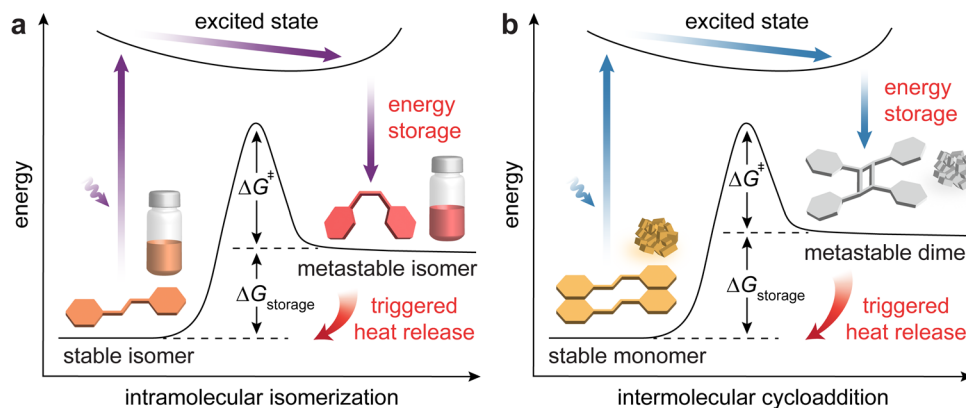 a
excited state
energy
storage
energy
ΔG‡
metastable isomer
ΔGstorage
triggered
heat release
stable isomer
intramolecular isomerization
b
excited state
energy
storage
energy
ΔG‡
metastable dime
ΔGstorage
triggered
heat release
stable monomer
intermolecular cycloaddition